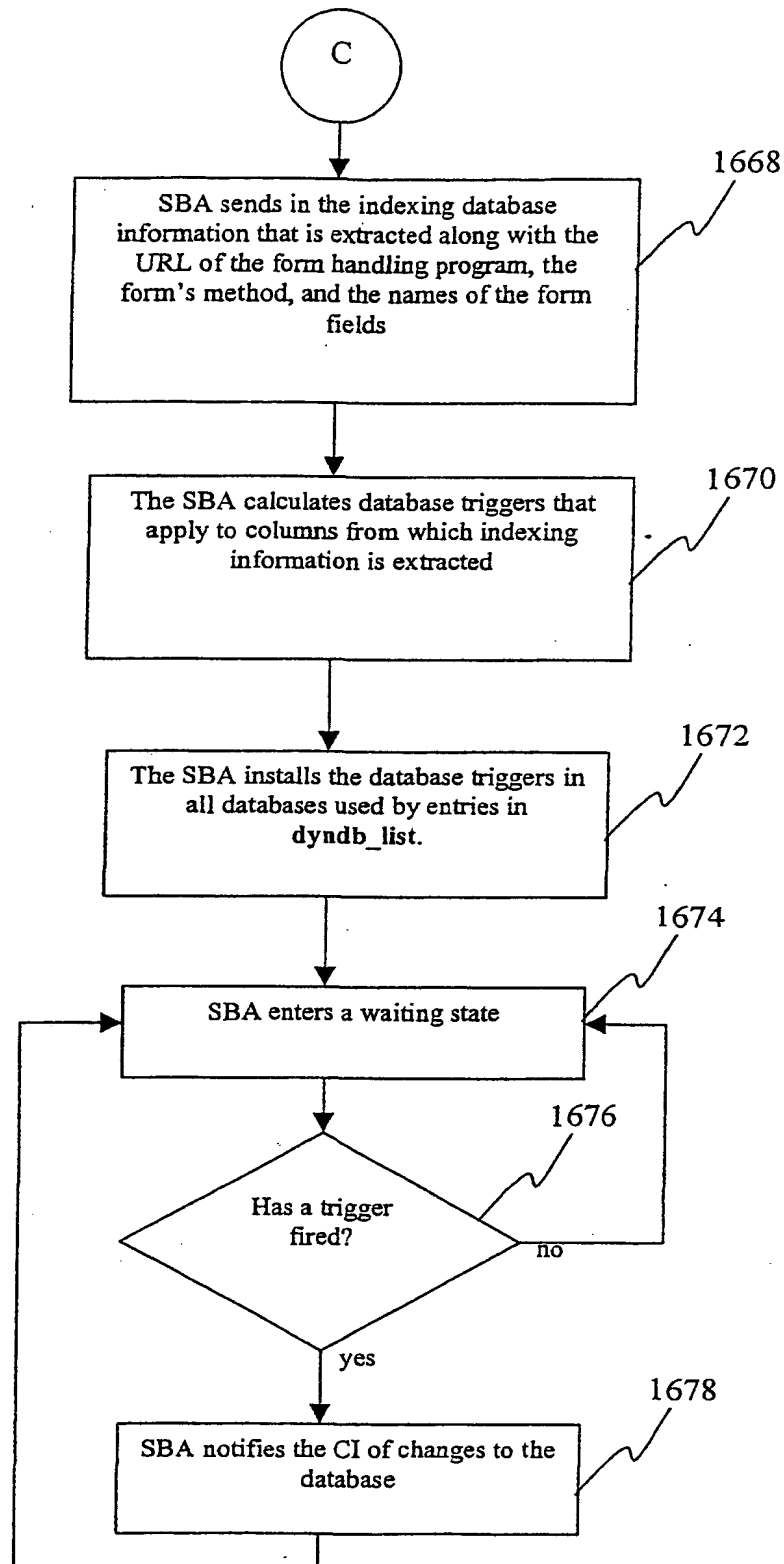 C
1668
SBA sends in the indexing database
information that is extracted along with the
URL of the form handling program, the
form's method, and the names of the form
fields
1670
The SBA calculates database triggers that
apply to columns from which indexing
information is extracted
1672
The SBA installs the database triggers in
all databases used by entries in
dyndb_list.
1674
SBA enters a waiting state
1676
Has a trigger
fired?
no
yes
1678
SBA notifies the CI of changes to the
database